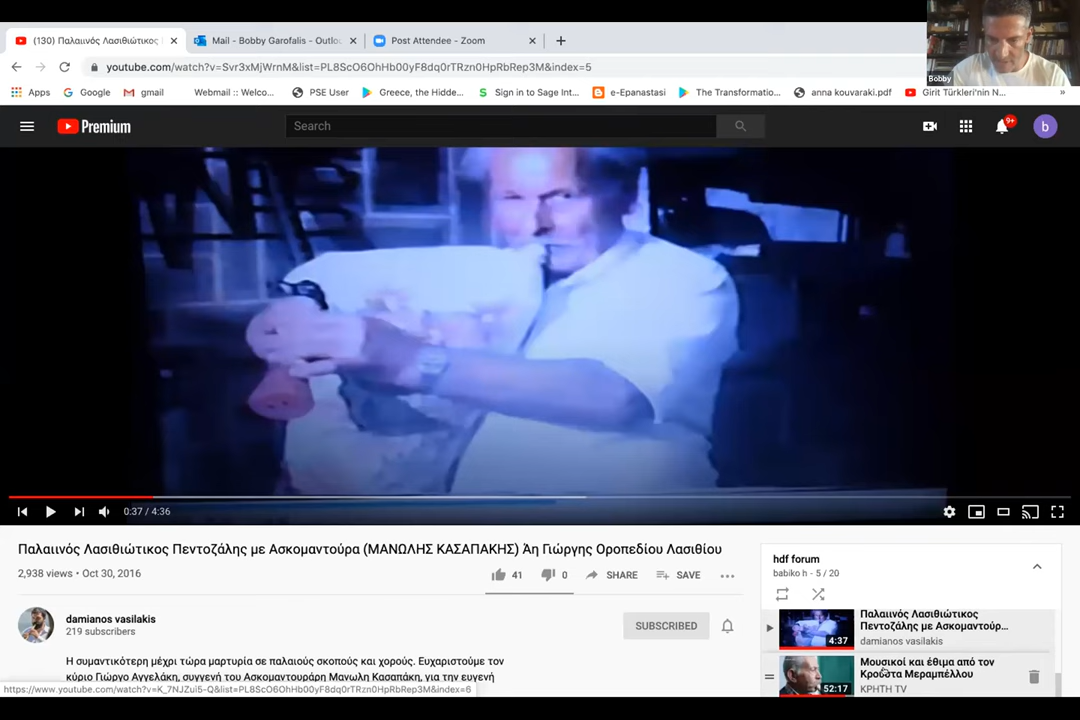 (130) Παλαιινός Λασιθιώτικος
Mail - Bobby Garofalis - Outlo
Post Attendee - Zoom
youtube.com/watch?v=Svr3xMjWrnM&list=PL8ScO6OhHb00yF8dq0rTRzn0HpRbRep3M&index=5
Bobby
Apps
Google
gmail
Webmail :: Welco...
PSE User
Greece, the Hidde...
Sign in to Sage Int...
e-Epanastasi
The Transformatio...
anna kouvaraki.pdf
Girit Türkleri'nin N...
»
Premium
Search
9+
b
0:37 / 4:36
Παλαιινός Λασιθιώτικος Πεντοζάλης με Ασκομαντούρα (ΜΑΝΩΛΗΣ ΚΑΣΑΠΑΚΗΣ) Άη Γιώργης Οροπεδίου Λασιθίου
2,938 views • Oct 30, 2016
41
0
SHARE
SAVE
damianos vasilakis
219 subscribers
SUBSCRIBED
Η συμαντικότερη μέχρι τώρα μαρτυρία σε παλαιούς σκοπούς και χορούς. Ευχαριστούμε τον
κύριο Γιώργο Αγγελάκη, συγγενή του Ασκομαντουράρη Μανωλη Κασαπάκη, για την ευγενή
https://www.youtube.com/watch?v=K_7NJZui5-Q&list=PL8ScO6OhHb00yF8dq0rTRzn0HpRbRep3M&index=6
hdf forum
babiko h - 5 / 20
Παλαιινός Λασιθιώτικος
Πεντοζάλης με Ασκομαντούρ...
damianos vasilakis
4:37
Μουσικοί και έθιμα από τον
Κρούστα Μεραμπέλλου
ΚΡΗΤΗ TV
52:17